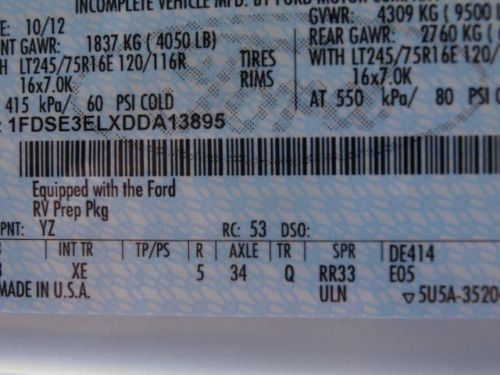 INCOMPLETE VEHICLE MFD. BY FORD MOTOR
10/12 GVWR: 4309 KG ( 9500
NT GAWR: 1837 KG ( 4050 LB) REAR GAWR: 2760 KG (
H LT245/75R16E 120/116R TIRES WITH LT245/75R16E 120/
16x7.0K RIMS 16x7.0K
415 kPa/ 60 PSI COLD AT 550 kPa/ 80 PSI
: 1FDSE3ELXDDA13895
Equipped with the Ford
RV Prep Pkg
PNT: YZ RC: 53 DSO:
INT TR TP/PS R AXLE TR SPR DE414
XE 5 34 Q RR33 E05
MADE IN U.S.A. ULN ▽5U5A-3520